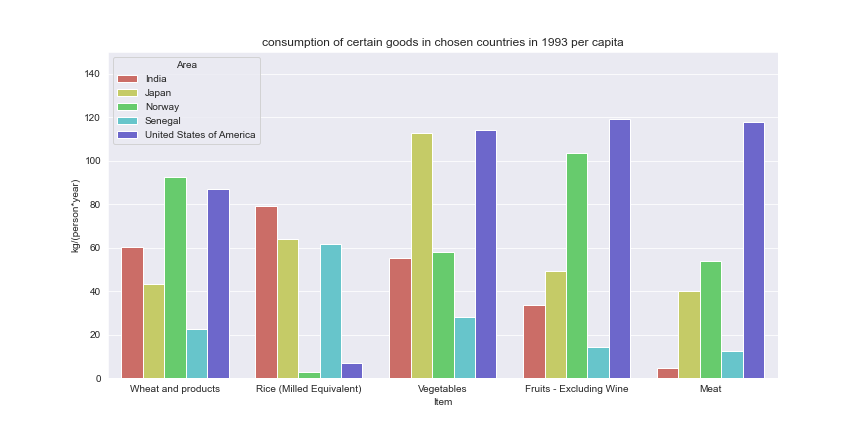 consumption of certain goods in chosen countries in 1993 per capita
Area
India
Japan
Norway
Senegal
United States of America
140
120
100
80
60
40
20
0
kg/(person*year)
Wheat and products
Rice (Milled Equivalent)
Vegetables
Fruits - Excluding Wine
Meat
Item